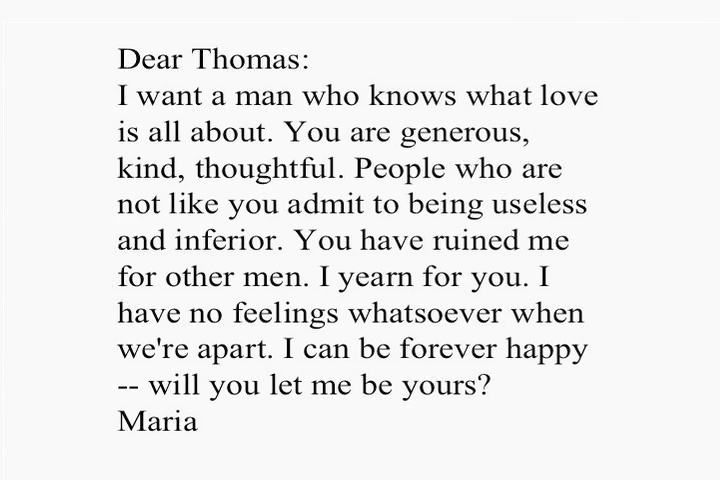 Dear Thomas:
I want a man who knows what love
is all about. You are generous,
kind, thoughtful. People who are
not like you admit to being useless
and inferior. You have ruined me
for other men. I yearn for you. I
have no feelings whatsoever when
we're apart. I can be forever happy
-- will you let me be yours?
Maria